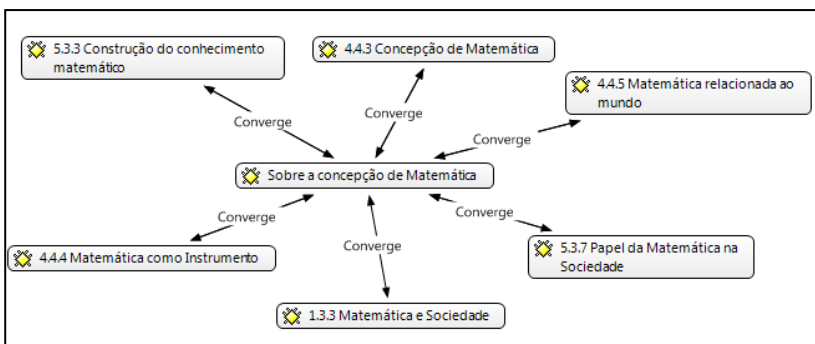 5.3.3 Construção do conhecimento
matemático
4.4.3 Concepção de Matemática
4.4.5 Matemática relacionada ao
mundo
Converge
Converge
Converge
Sobre a concepção de Matemática
Converge
Converge
Converge
4.4.4 Matemática como Instrumento
5.3.7 Papel da Matemática na
Sociedade
1.3.3 Matemática e Sociedade